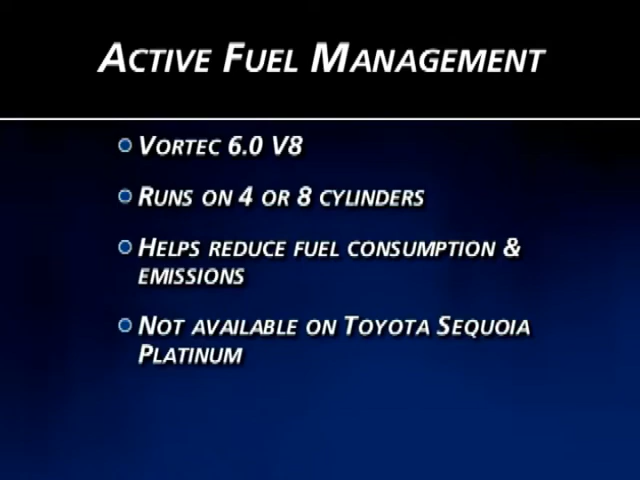 ACTIVE FUEL MANAGEMENT
VORTEC 6.0 V8
RUNS ON 4 OR 8 CYLINDERS
HELPS REDUCE FUEL CONSUMPTION &
EMISSIONS
NOT AVAILABLE ON TOYOTA SEQUOIA
PLATINUM